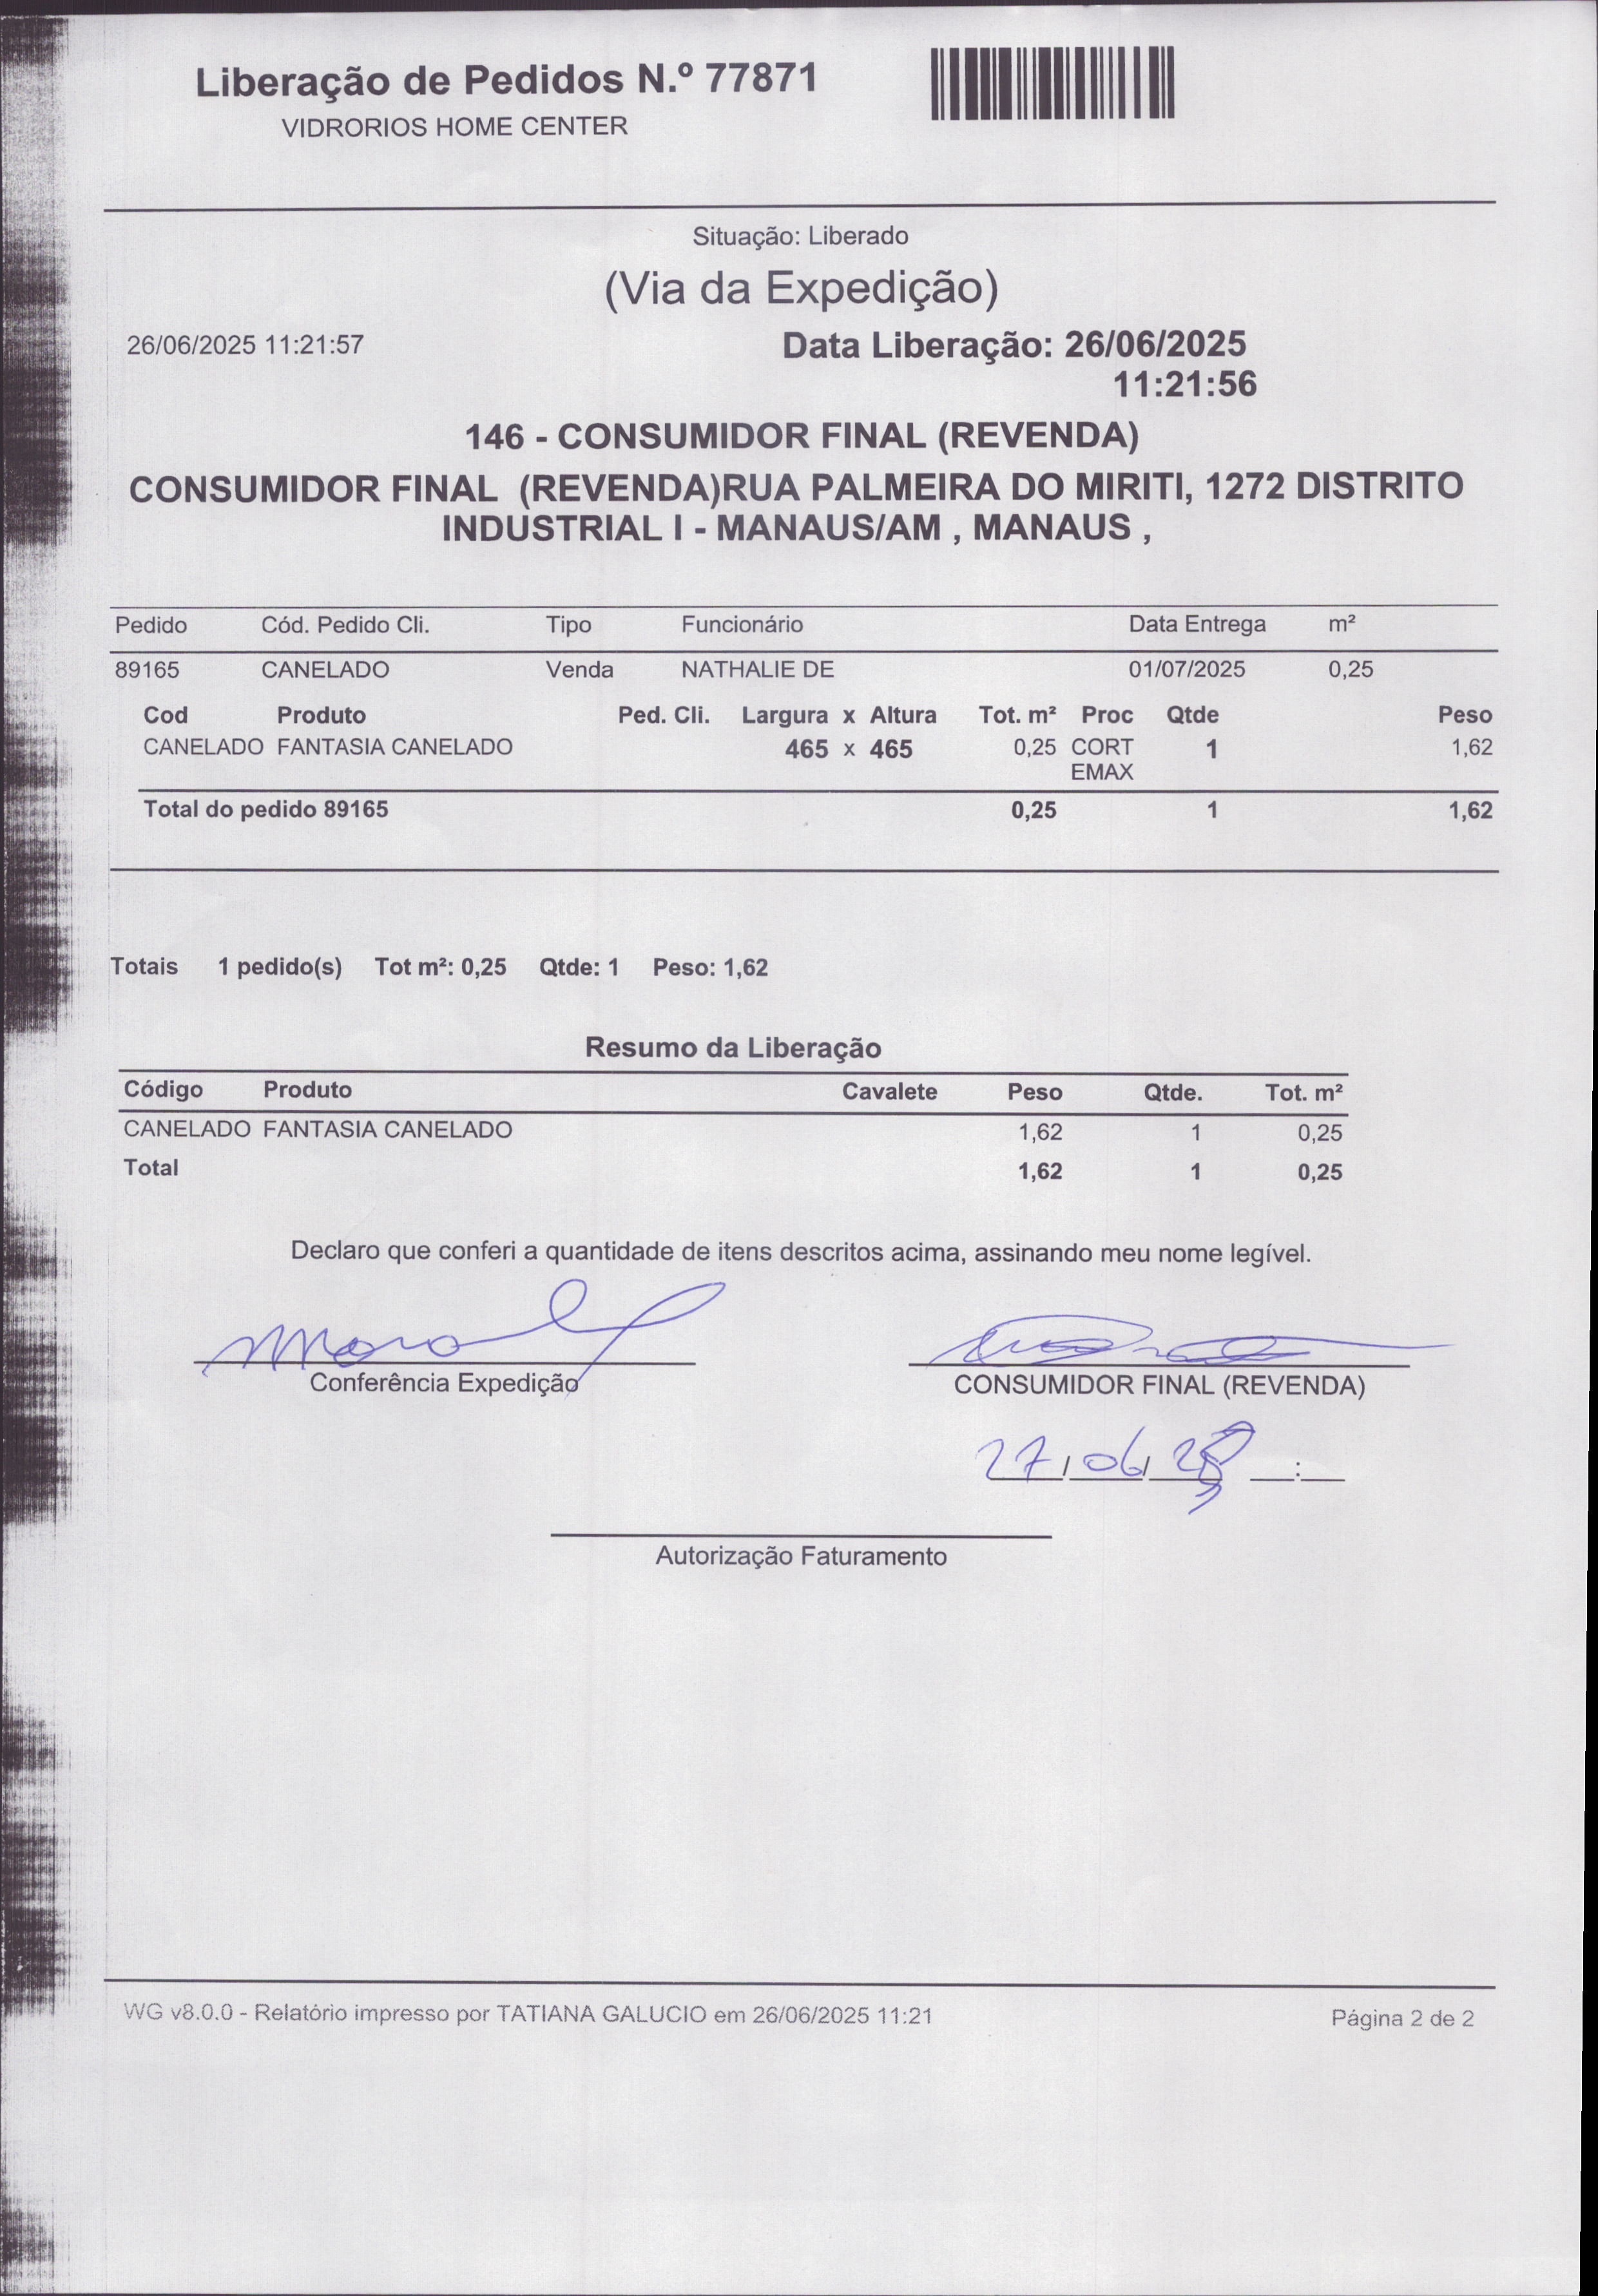 Liberação de Pedidos N.º 77871
VIDRORIOS HOME CENTER
Situação: Liberado
(Via da Expedição)
26/06/2025 11:21:57 Data Liberação: 26/06/2025
11:21:56
146 - CONSUMIDOR FINAL (REVENDA)
CONSUMIDOR FINAL (REVENDA)RUA PALMEIRA DO MIRITI, 1272 DISTRITO
INDUSTRIAL I - MANAUS/AM , MANAUS ,
Pedido Cód. Pedido Cli. Tipo Funcionário Data Entrega m²
89165 CANELADO Venda NATHALIE DE 01/07/2025 0,25
Cod Produto Ped. Cli. Largura x Altura Tot. m² Proc Qtde Peso
CANELADO FANTASIA CANELADO 465 x 465 0,25 CORT 1 1,62
EMAX
Total do pedido 89165 0,25 1 1,62
Totais 1 pedido(s) Tot m²: 0,25 Qtde: 1 Peso: 1,62
Resumo da Liberação
Código Produto Cavalete Peso Qtde. Tot. m²
CANELADO FANTASIA CANELADO 1,62 1 0,25
Total 1,62 1 0,25
Declaro que conferi a quantidade de itens descritos acima, assinando meu nome legível.
Conferência Expedição CONSUMIDOR FINAL (REVENDA)
27/06/ __:__
Autorização Faturamento
WG v8.0.0 - Relatório impresso por TATIANA GALUCIO em 26/06/2025 11:21 Página 2 de 2